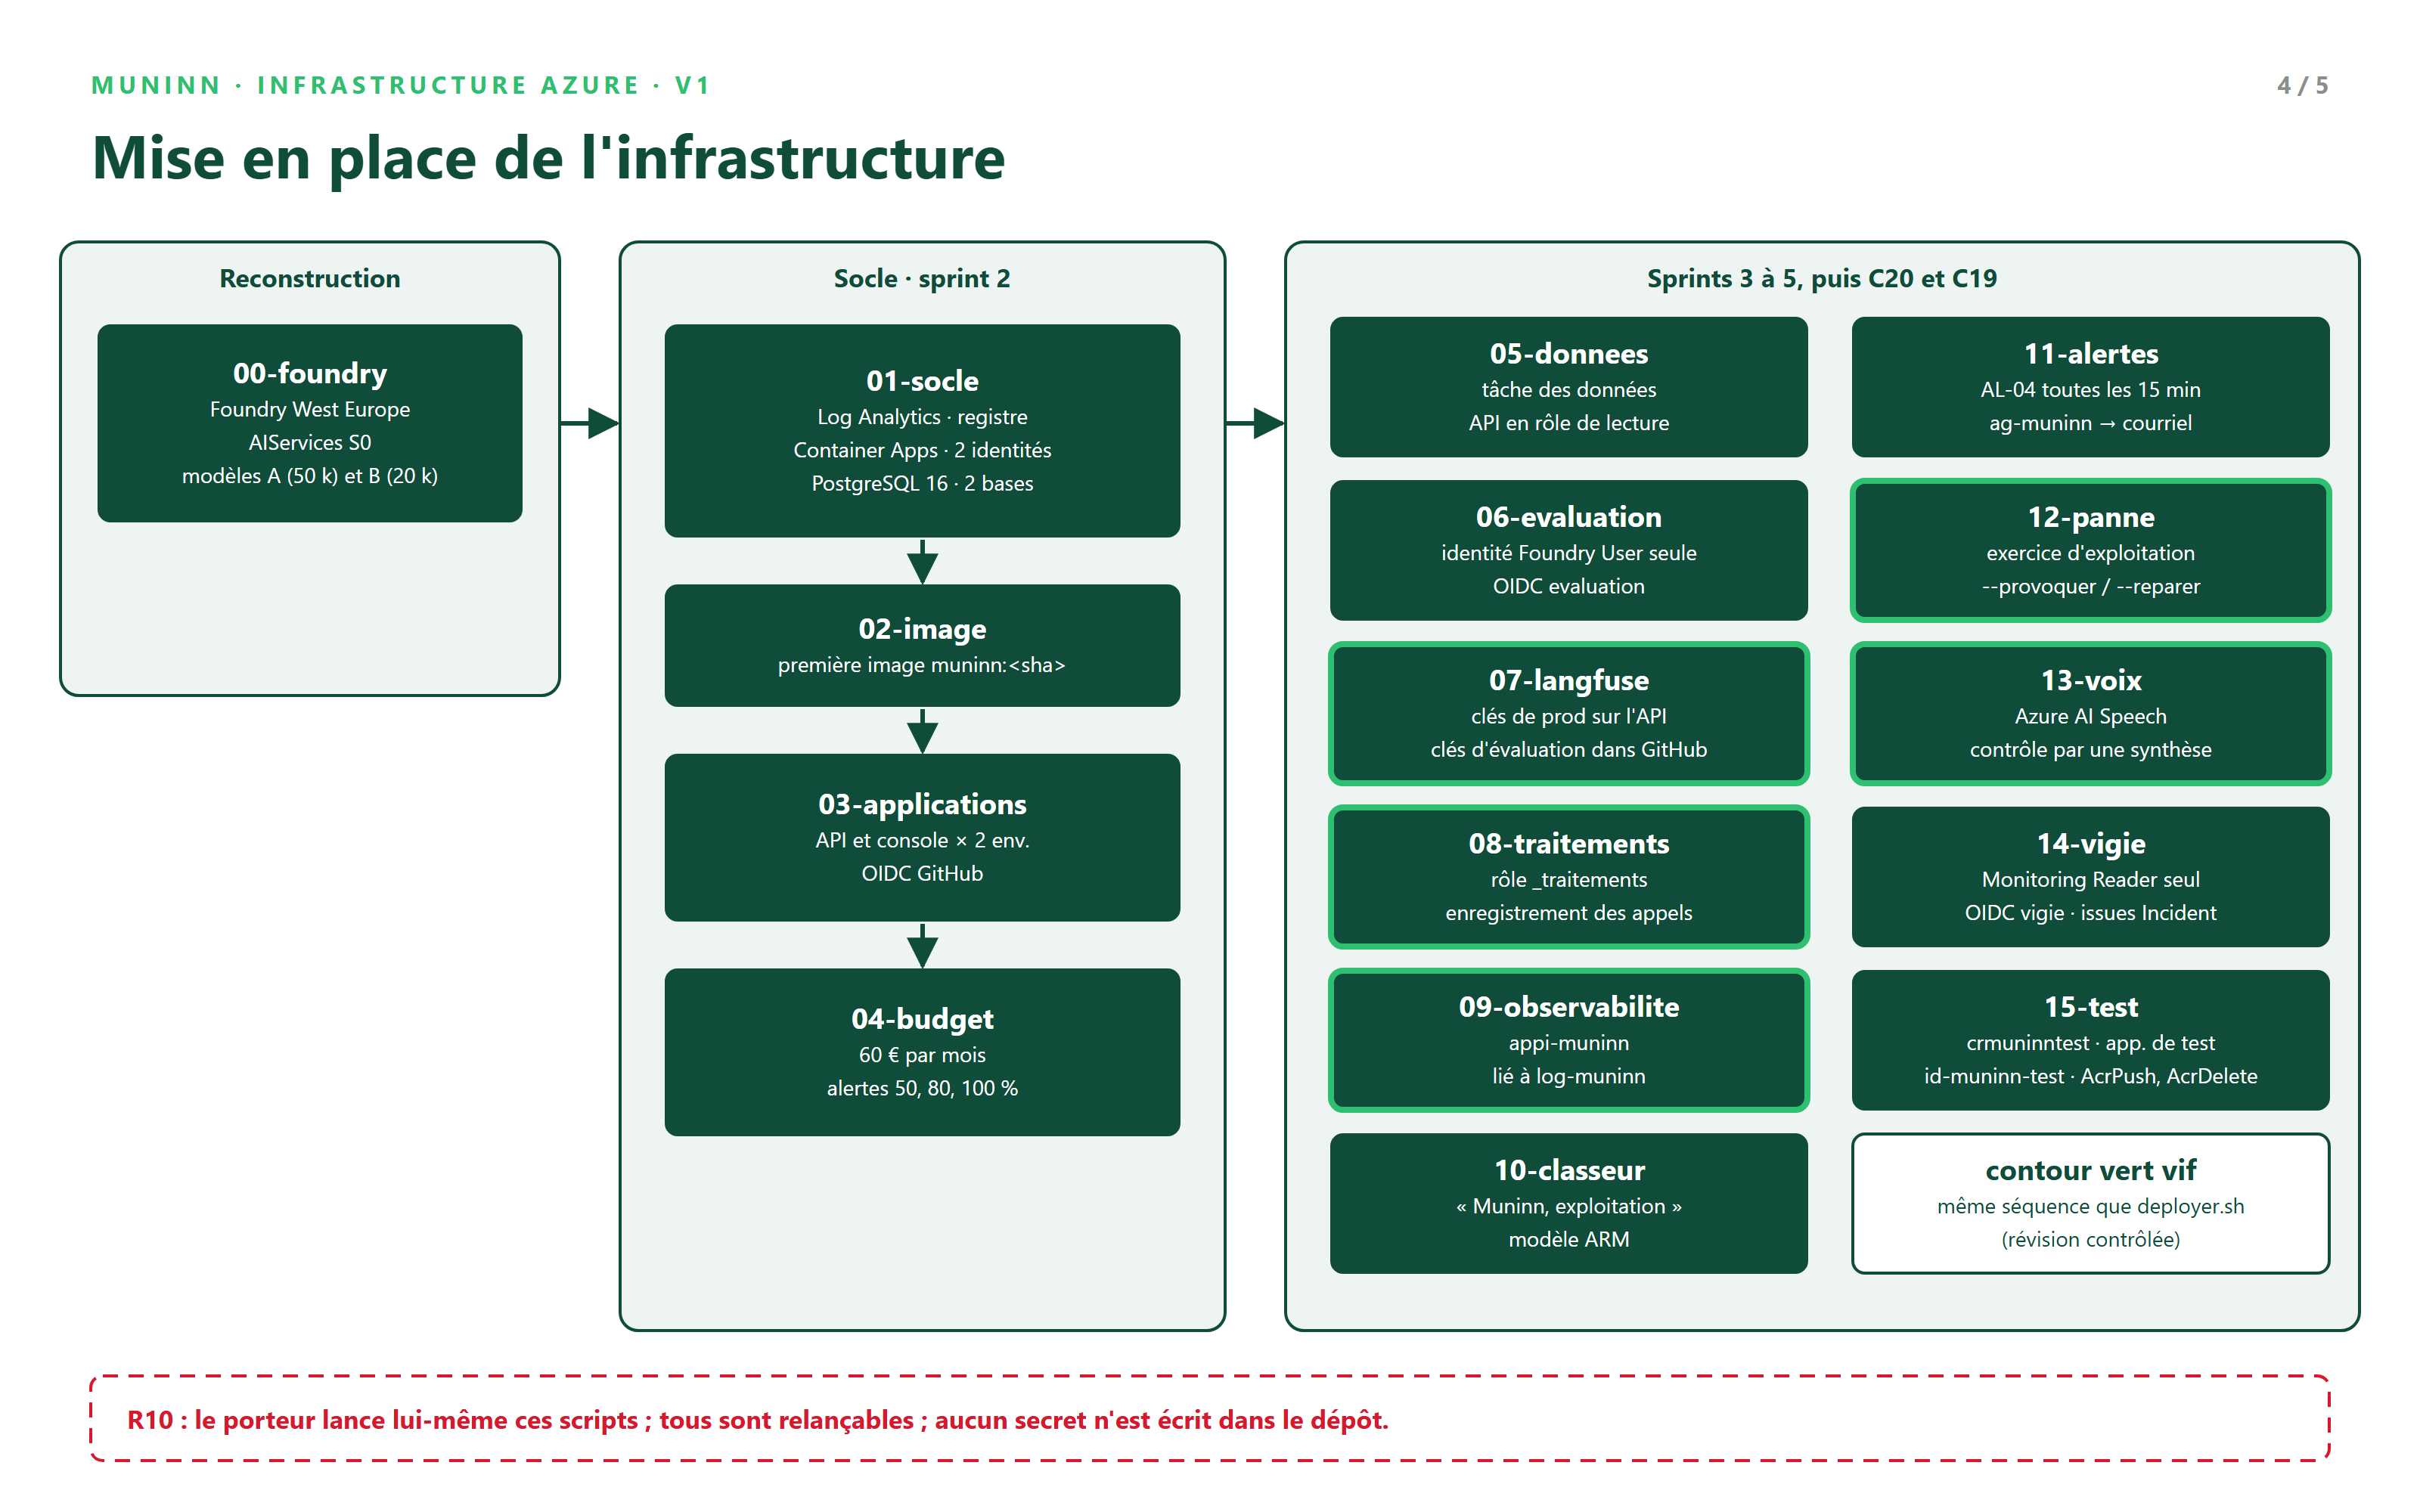 MUNINN · INFRASTRUCTURE AZURE · V1
4 / 5
Mise en place de l'infrastructure
Reconstruction
00-foundry
Foundry West Europe
AIServices S0
modèles A (50 k) et B (20 k)
Socle · sprint 2
01-socle
Log Analytics · registre
Container Apps · 2 identités
PostgreSQL 16 · 2 bases
02-image
première image muninn:<sha>
03-applications
API et console × 2 env.
OIDC GitHub
04-budget
60 € par mois
alertes 50, 80, 100 %
Sprints 3 à 5, puis C20 et C19
05-donnees
tâche des données
API en rôle de lecture
06-evaluation
identité Foundry User seule
OIDC evaluation
07-langfuse
clés de prod sur l'API
clés d'évaluation dans GitHub
08-traitements
rôle _traitements
enregistrement des appels
09-observabilite
appi-muninn
lié à log-muninn
10-classeur
« Muninn, exploitation »
modèle ARM
11-alertes
AL-04 toutes les 15 min
ag-muninn → courriel
12-panne
exercice d'exploitation
--provoquer / --reparer
13-voix
Azure AI Speech
contrôle par une synthèse
14-vigie
Monitoring Reader seul
OIDC vigie · issues Incident
15-test
crmuninntest · app. de test
id-muninn-test · AcrPush, AcrDelete
contour vert vif
même séquence que deployer.sh
(révision contrôlée)
R10 : le porteur lance lui-même ces scripts ; tous sont relançables ; aucun secret n'est écrit dans le dépôt.